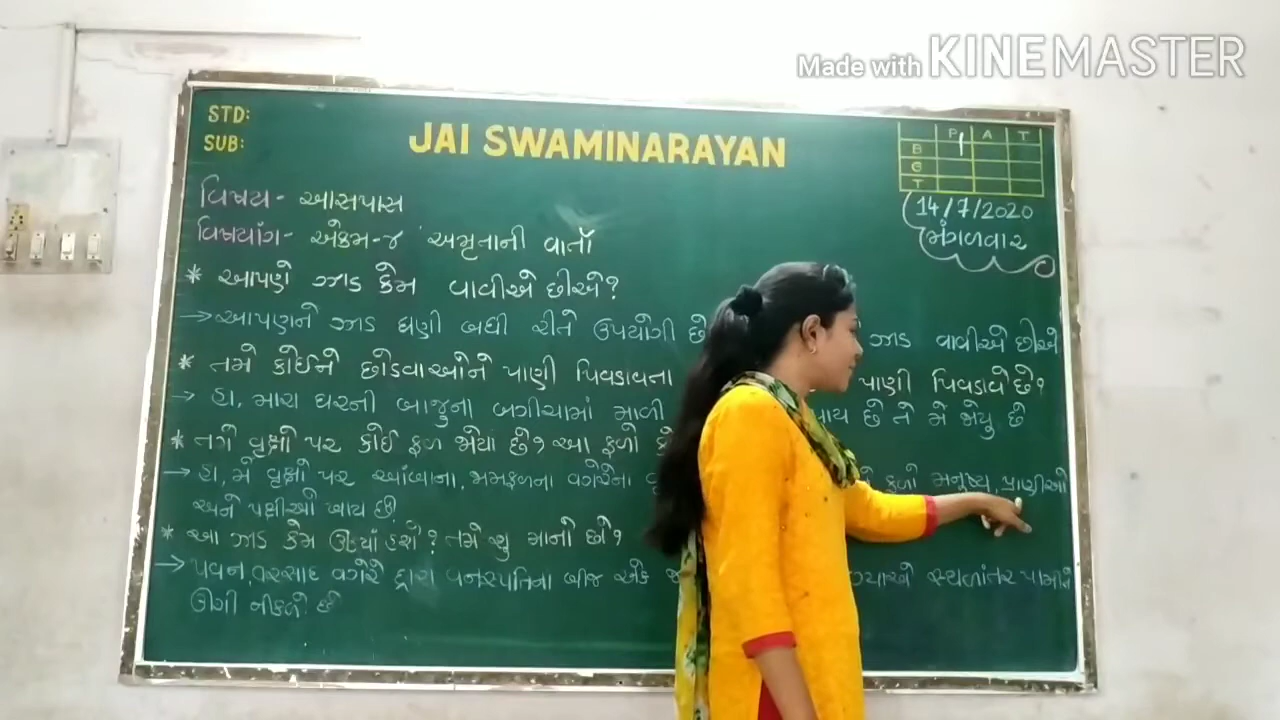 Made with KINEMASTER
STD:
SUB:
JAI SWAMINARAYAN
P A T
B
G
T
14/7/2020
મંગળવાર
વિષય - આસપાસ
વિષયાંગ - એકમ-૪ અમૃતાની વાર્તા
* આપણે ઝાડ કેમ વાવીએ છીએ?
→ આપણને ઝાડ ઘણી બધી રીતે ઉપયોગી છે ઝાડ વાવીએ છીએ
* તમે કોઈને છોડવાઓને પાણી પિવડાવતા પાણી પિવડાવે છે?
→ હા, મારા ઘરની બાજુના બગીચામાં માળી પાય છે તે મેં જોયુ છે
* તમે વૃક્ષો પર કોઈ ફળ જોયા છે? આ ફળો
→ હા, મે વૃક્ષો પર આંબાના, જામફળના વગેરેના ફળો મનુષ્ય, પ્રાણીઓ
અને પક્ષીઓ ખાય છે.
* આ ઝાડ કેમ ઊગ્યાં હશે? તમે શુ માનો છો?
→ પવન, વરસાદ વગેરે દ્વારા વનસ્પતિના બીજ એક સ્થળાંતર પામીને
ઊગી નીકળે છે